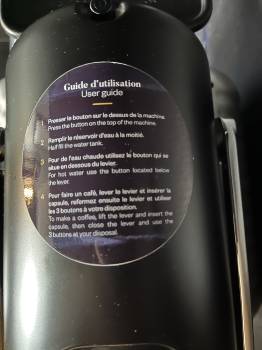 Guide d'utilisation
User guide
1 Presser le bouton sur le dessus de la machine.
Press the button on the top of the machine.
2 Remplir le réservoir d'eau à la moitié.
Half fill the water tank.
3 Pour de l'eau chaude utilisez le bouton qui se
situe en dessous du levier.
For hot water use the button located below
the lever.
4 Pour faire un café, lever le levier et insérer la
capsule, refermez ensuite le levier et utiliser
les 3 boutons à votre disposition.
To make a coffee, lift the lever and insert the
capsule, then close the lever and use the
3 buttons at your disposal.